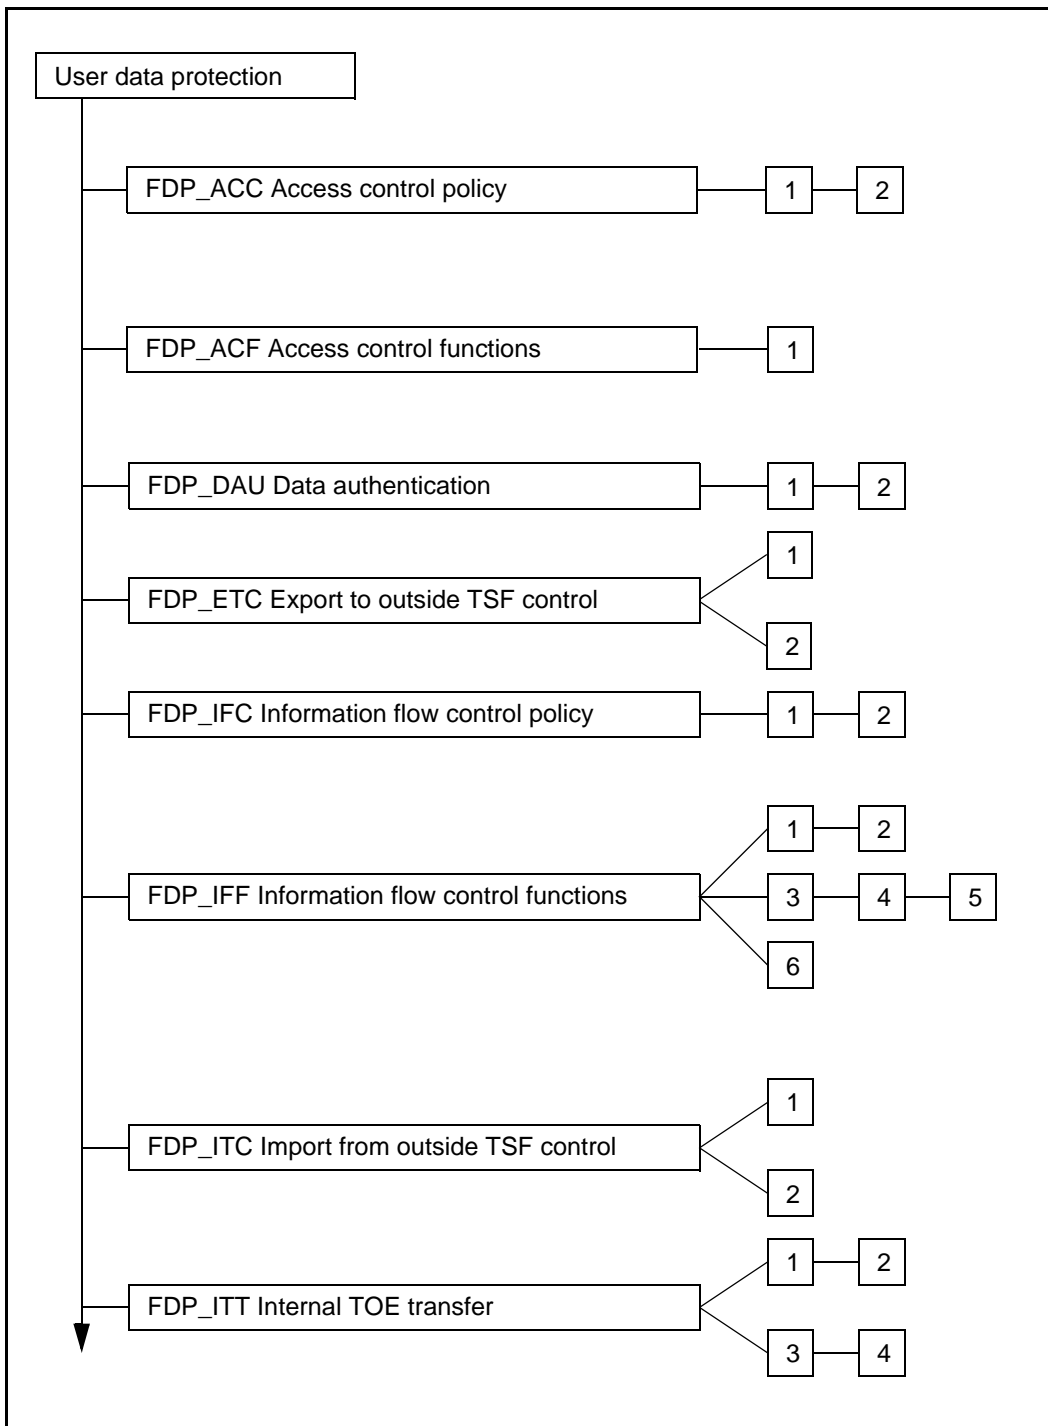 User data protection
FDP_ACC Access control policy 1 2
FDP_ACF Access control functions 1
FDP_DAU Data authentication 1 2
1
FDP_ETC Export to outside TSF control
2
FDP_IFC Information flow control policy 1 2
1 2
FDP_IFF Information flow control functions 3 4 5
6
1
FDP_ITC Import from outside TSF control
2
1 2
FDP_ITT Internal TOE transfer
3 4